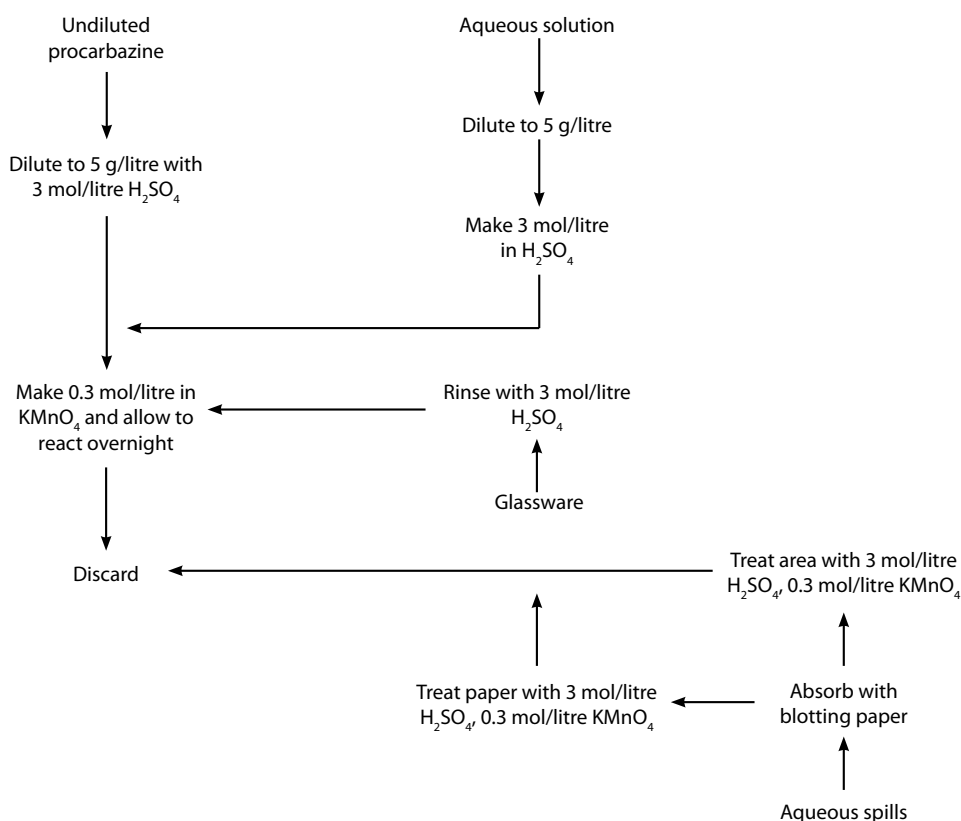 Undiluted
procarbazine
Aqueous solution
Dilute to 5 g/litre
Dilute to 5 g/litre with
3 mol/litre H₂SO₄
Make 3 mol/litre
in H₂SO₄
Make 0.3 mol/litre in
KMnO₄ and allow to
react overnight
Rinse with 3 mol/litre
H₂SO₄
Glassware
Discard
Treat area with 3 mol/litre
H₂SO₄, 0.3 mol/litre KMnO₄
Treat paper with 3 mol/litre
H₂SO₄, 0.3 mol/litre KMnO₄
Absorb with
blotting paper
Aqueous spills